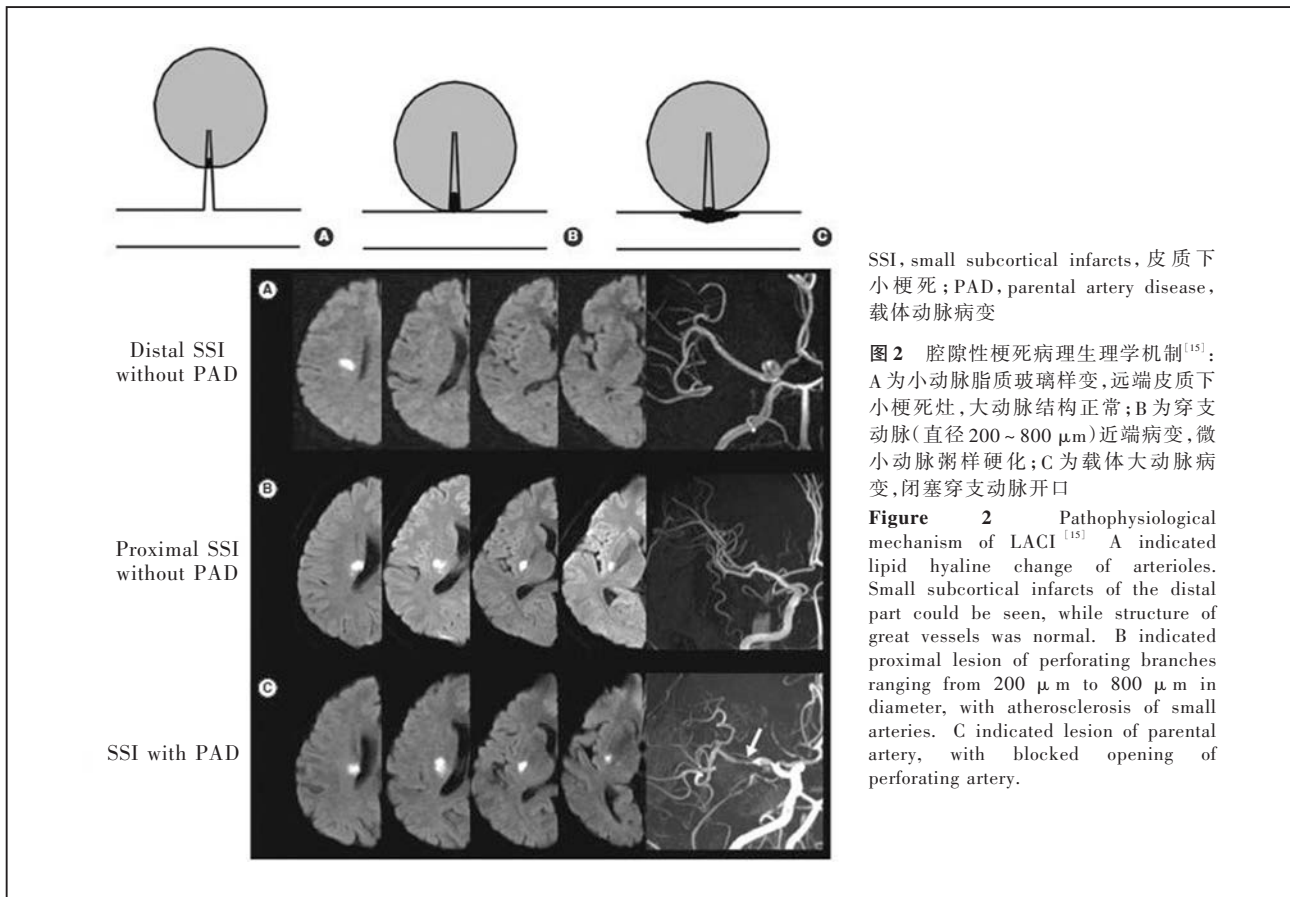 A
B
C
A
Distal SSI
without PAD
B
Proximal SSI
without PAD
C
SSI with PAD
SSI, small subcortical infarcts, 皮质下
小梗死; PAD, parental artery disease,
载体动脉病变
图2 腔隙性梗死病理生理学机制[15]:
A为小动脉脂质玻璃样变,远端皮质下
小梗死灶,大动脉结构正常;B为穿支
动脉(直径200~800 μm)近端病变,微
小动脉粥样硬化;C为载体大动脉病
变,闭塞穿支动脉开口
Figure 2 Pathophysiological
mechanism of LACI [15] A indicated
lipid hyaline change of arterioles.
Small subcortical infarcts of the distal
part could be seen, while structure of
great vessels was normal. B indicated
proximal lesion of perforating branches
ranging from 200 μm to 800 μm in
diameter, with atherosclerosis of small
arteries. C indicated lesion of parental
artery, with blocked opening of
perforating artery.